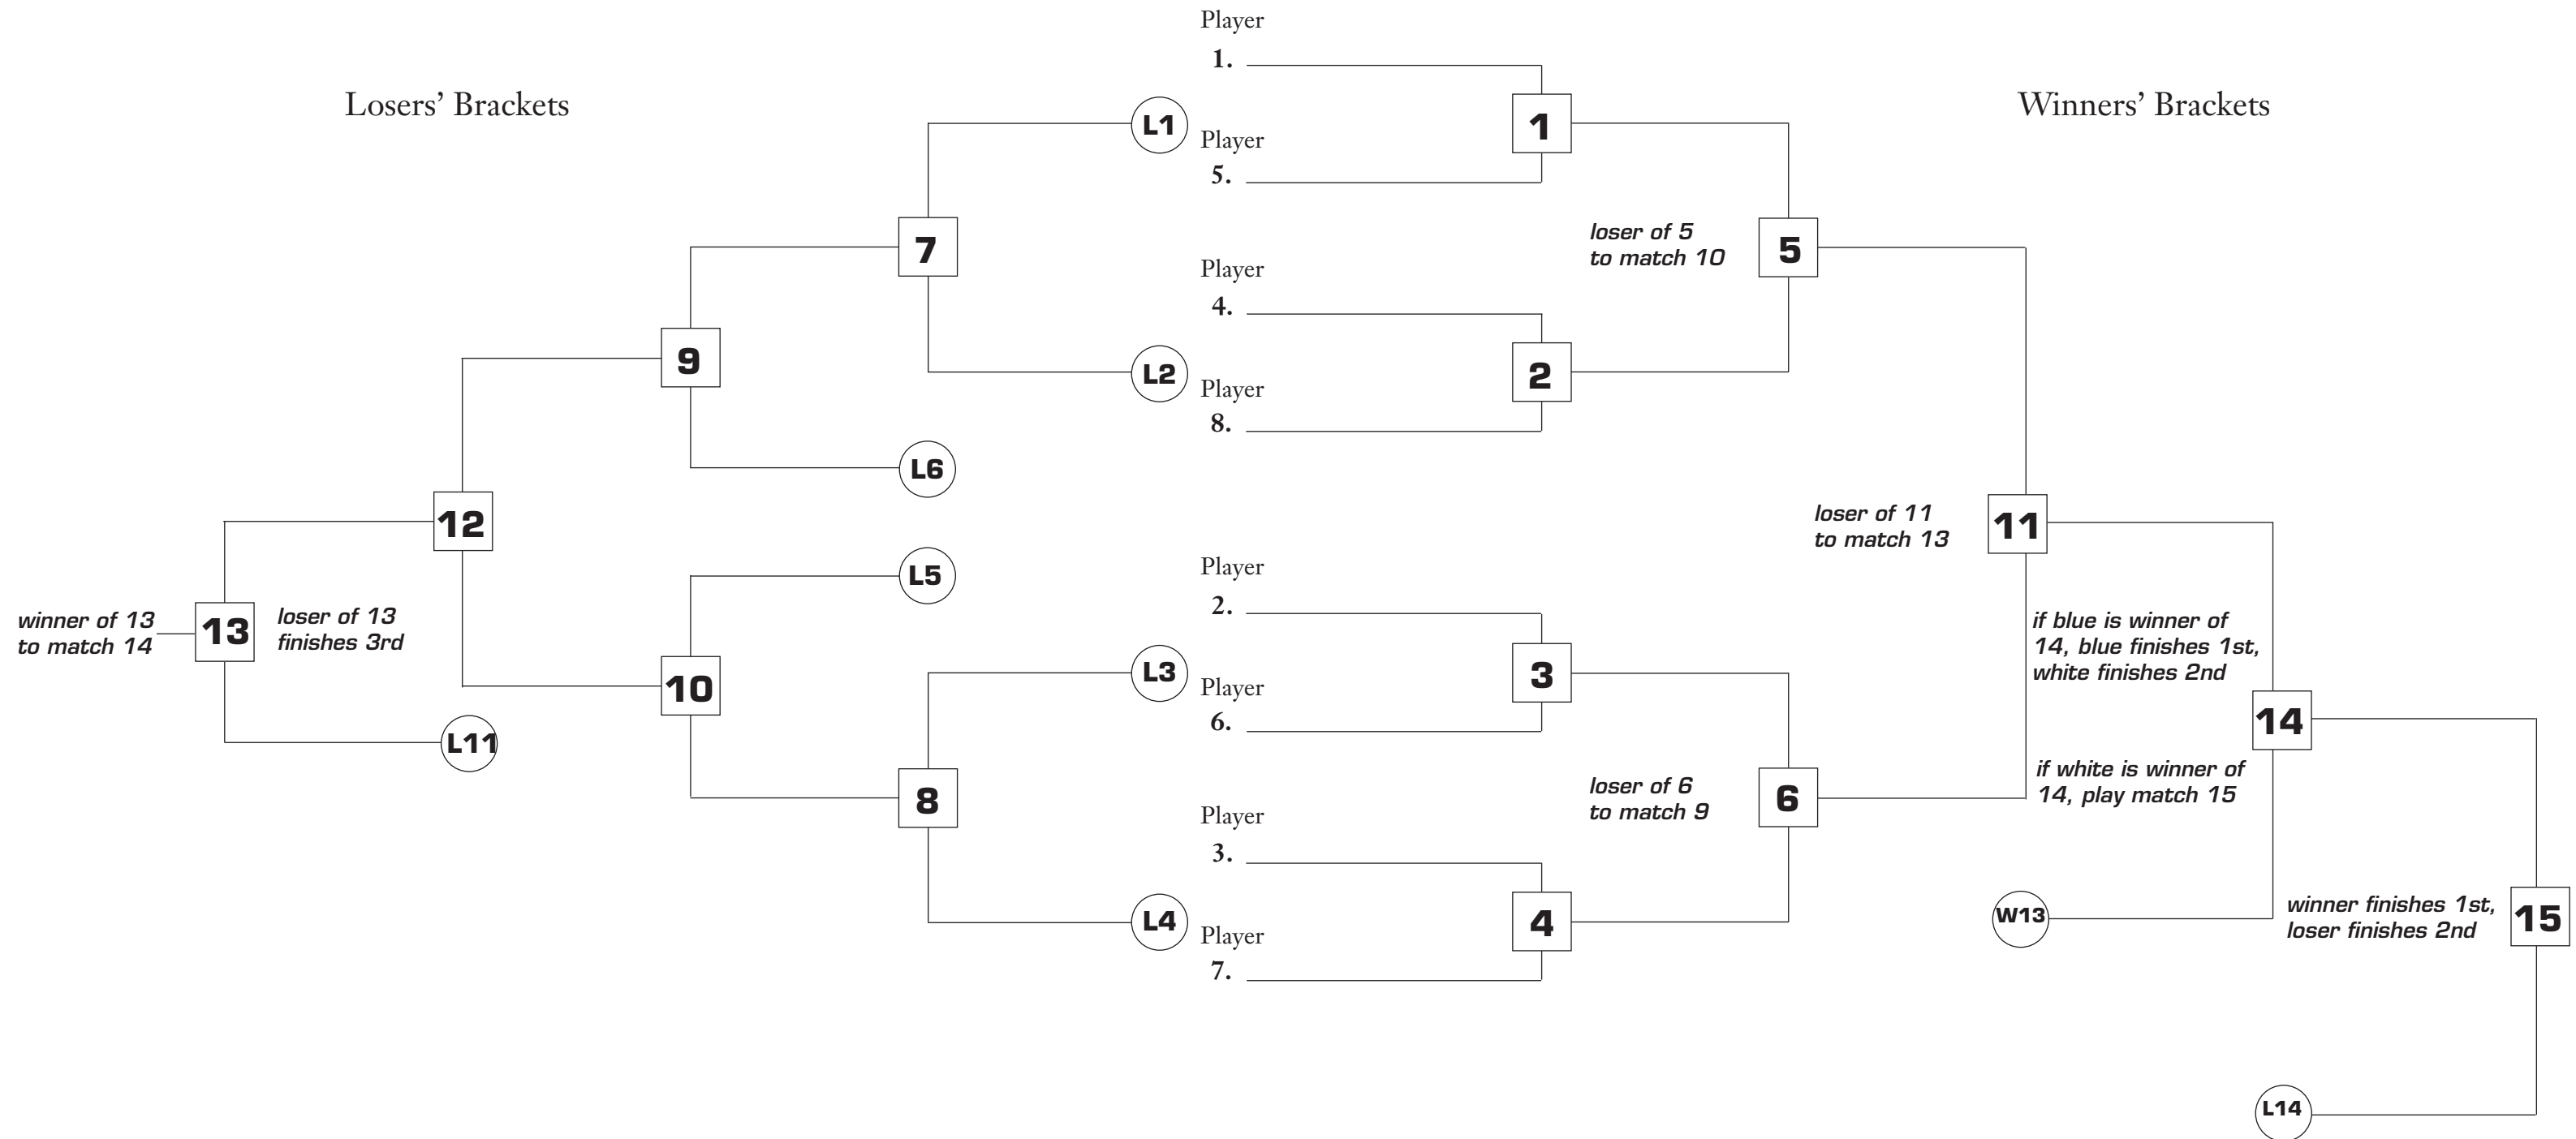 Losers’ Brackets
Winners’ Brackets
Player
1.
L1
1
Player
5.
7
loser of 5
to match 10
5
Player
4.
9
L2
2
Player
8.
L6
12
loser of 11
to match 13
11
L5
Player
2.
winner of 13
to match 14
13
loser of 13
finishes 3rd
if blue is winner of
14, blue finishes 1st,
white finishes 2nd
10
L3
3
Player
6.
14
L11
8
loser of 6
to match 9
6
if white is winner of
14, play match 15
Player
3.
L4
4
W13
winner finishes 1st,
loser finishes 2nd
15
Player
7.
L14